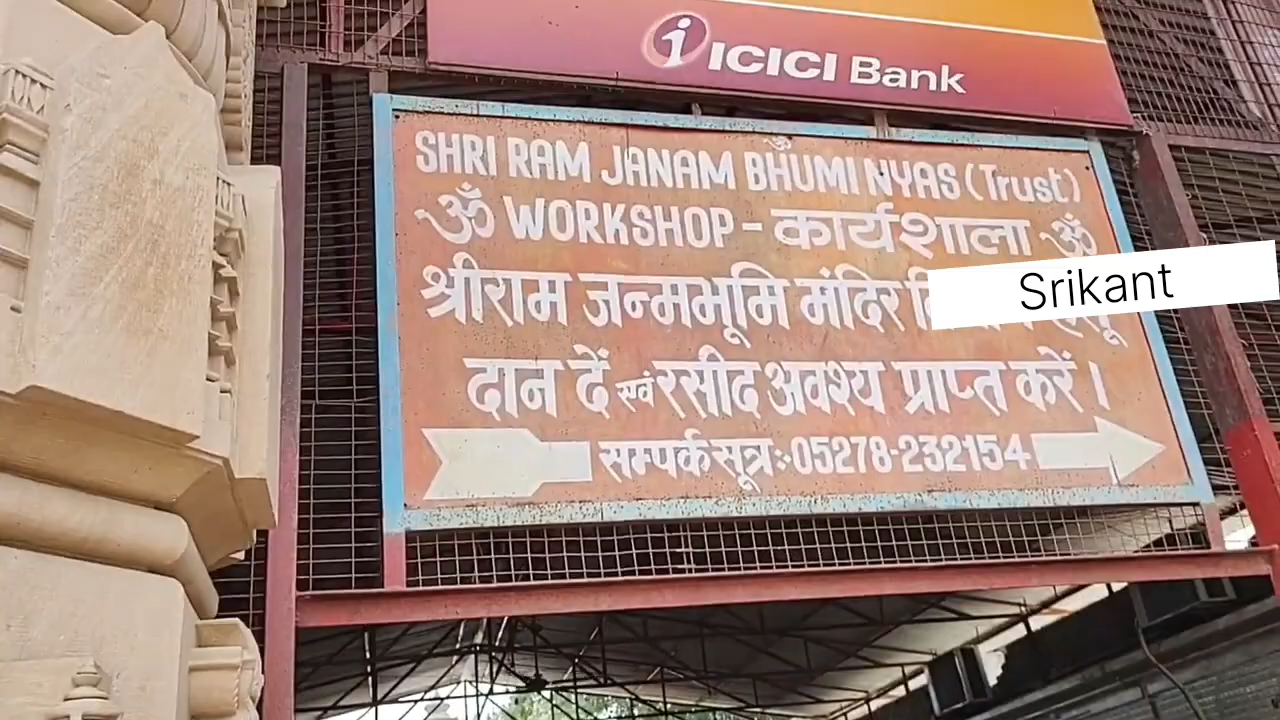 ICICI Bank
SHRI RAM JANAM BHUMI NYAS (Trust)
ॐ WORKSHOP - कार्यशाला ॐ
श्रीराम जन्मभूमि मंदिर
Srikant
दान दें एवं रसीद अवश्य प्राप्त करें ।
सम्पर्क सूत्र :- 05278-232154